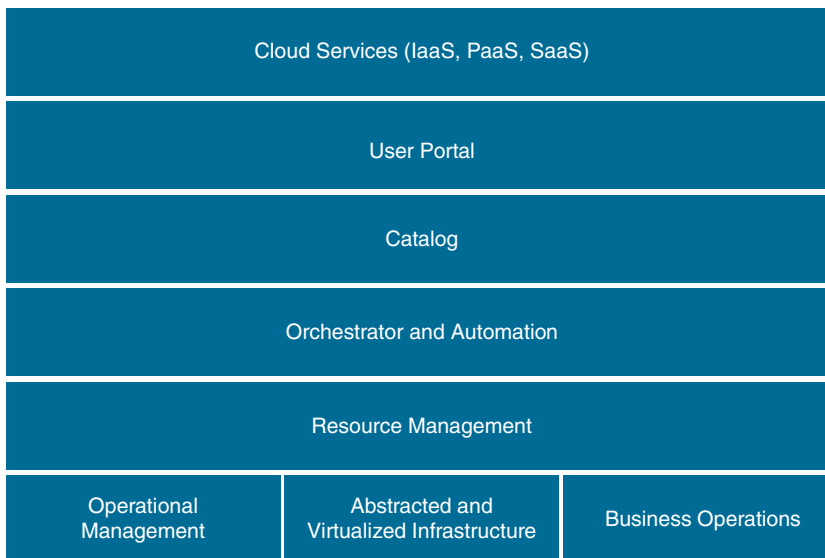 Cloud Services (IaaS, PaaS, SaaS)
User Portal
Catalog
Orchestrator and Automation
Resource Management
Operational
Management
Abstracted and
Virtualized Infrastructure
Business Operations